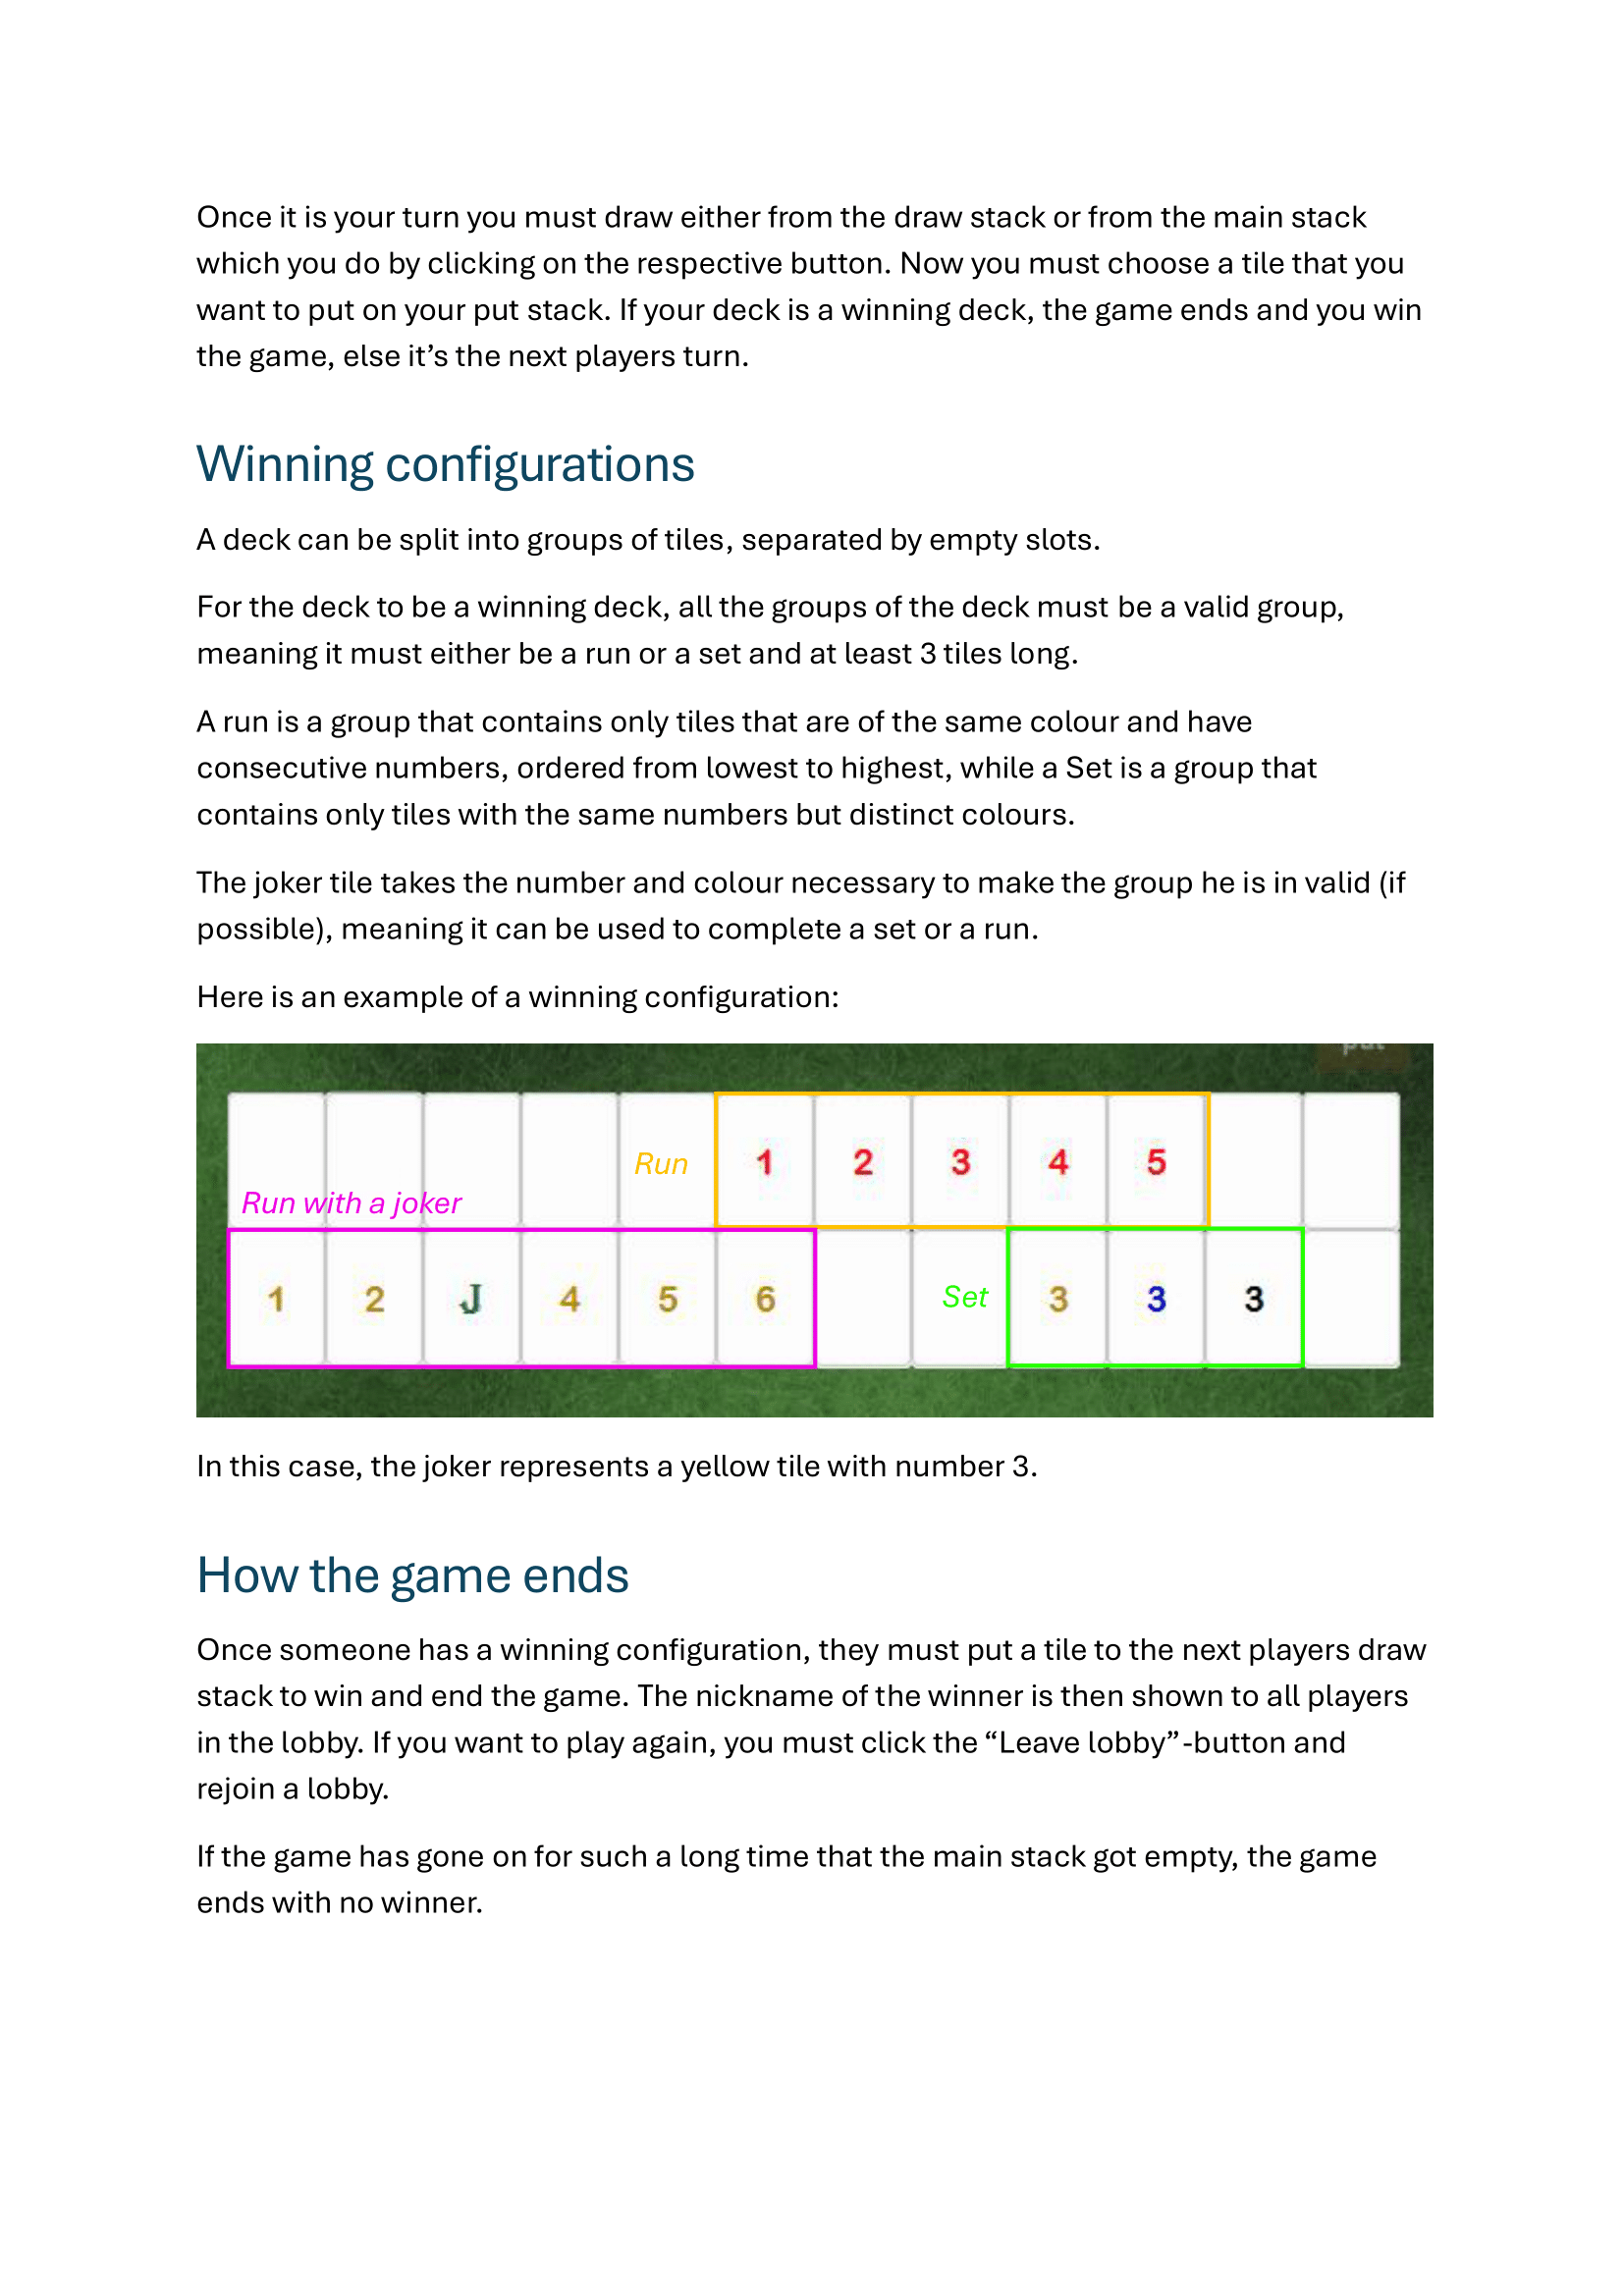 Once it is your turn you must draw either from the draw stack or from the main stack
which you do by clicking on the respective button. Now you must choose a tile that you
want to put on your put stack. If your deck is a winning deck, the game ends and you win
the game, else it’s the next players turn.
Winning configurations
A deck can be split into groups of tiles, separated by empty slots.
For the deck to be a winning deck, all the groups of the deck must be a valid group,
meaning it must either be a run or a set and at least 3 tiles long.
A run is a group that contains only tiles that are of the same colour and have
consecutive numbers, ordered from lowest to highest, while a Set is a group that
contains only tiles with the same numbers but distinct colours.
The joker tile takes the number and colour necessary to make the group he is in valid (if
possible), meaning it can be used to complete a set or a run.
Here is an example of a winning configuration:
put
Run 1 2 3 4 5
Run with a joker
1 2 J 4 5 6 Set 3 3 3
In this case, the joker represents a yellow tile with number 3.
How the game ends
Once someone has a winning configuration, they must put a tile to the next players draw
stack to win and end the game. The nickname of the winner is then shown to all players
in the lobby. If you want to play again, you must click the “Leave lobby”-button and
rejoin a lobby.
If the game has gone on for such a long time that the main stack got empty, the game
ends with no winner.